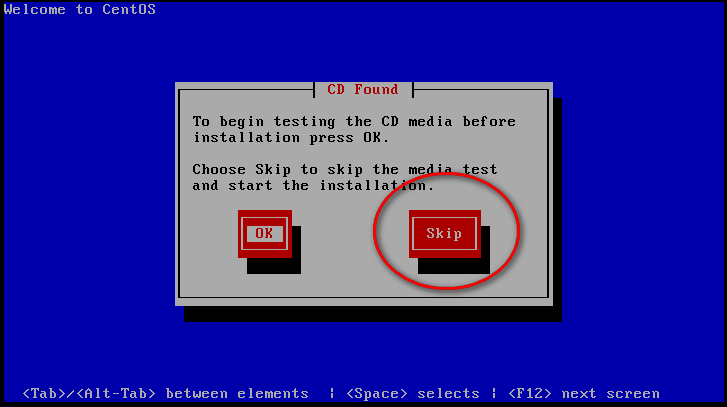 Welcome to CentOS
CD Found
To begin testing the CD media before
installation press OK.
Choose Skip to skip the media test
and start the installation.
OK Skip
<Tab>/<Alt-Tab> between elements | <Space> selects | <F12> next screen